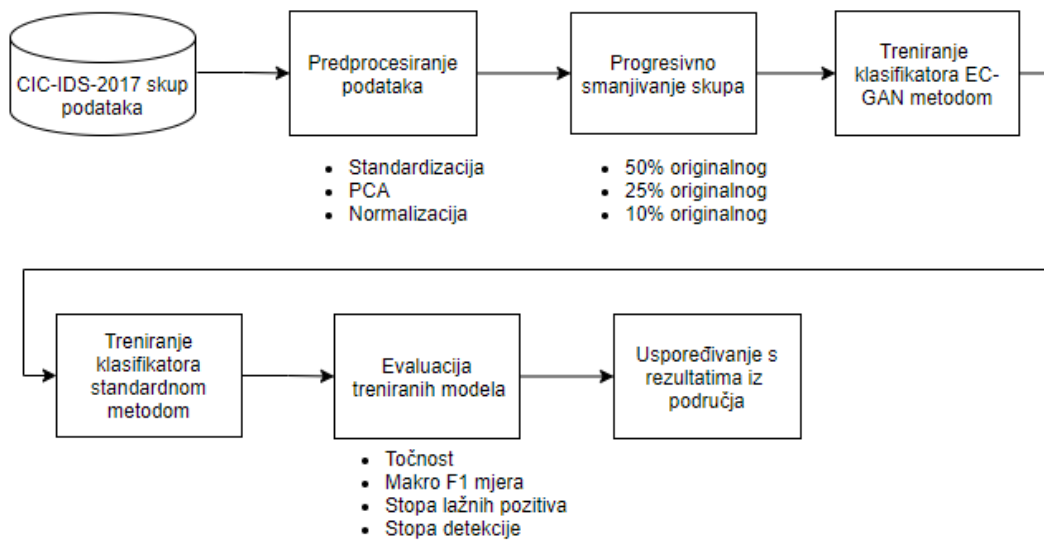 CIC-IDS-2017 skup
podataka
Predprocesiranje
podataka
Progresivno
smanjivanje skupa
Treniranje
klasifikatora EC-
GAN metodom
• Standardizacija
• PCA
• Normalizacija
• 50% originalnog
• 25% originalnog
• 10% originalnog
Treniranje
klasifikatora
standardnom
metodom
Evaluacija
treniranih modela
Uspoređivanje s
rezultatima iz
područja
• Točnost
• Makro F1 mjera
• Stopa lažnih pozitiva
• Stopa detekcije